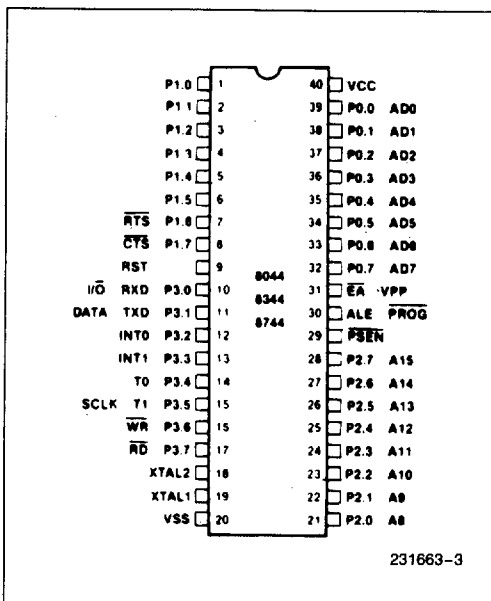 P1.0 1 40 VCC
P1.1 2 39 P0.0 AD0
P1.2 3 38 P0.1 AD1
P1.3 4 37 P0.2 AD2
P1.4 5 36 P0.3 AD3
P1.5 6 35 P0.4 AD4
RTS P1.6 7 34 P0.5 AD5
CTS P1.7 8 33 P0.6 AD6
RST 9 32 P0.7 AD7
I/O RXD P3.0 10 8044 31 EA VPP
DATA TXD P3.1 11 8344 30 ALE PROG
INT0 P3.2 12 8744 29 PSEN
INT1 P3.3 13 28 P2.7 A15
T0 P3.4 14 27 P2.6 A14
SCLK T1 P3.5 15 26 P2.5 A13
WR P3.6 16 25 P2.4 A12
RD P3.7 17 24 P2.3 A11
XTAL2 18 23 P2.2 A10
XTAL1 19 22 P2.1 A9
VSS 20 21 P2.0 A8
231663-3